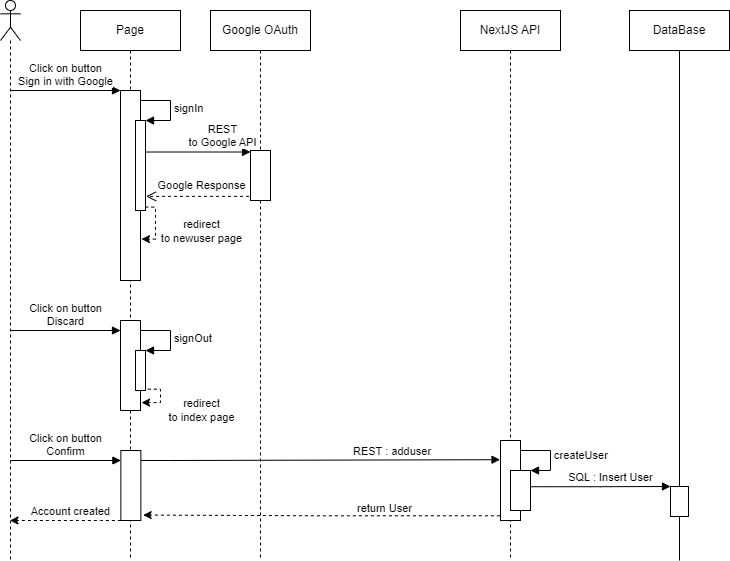 Page
Google OAuth
NextJS API
DataBase
Click on button
Sign in with Google
signIn
REST
to Google API
Google Response
redirect
to newuser page
Click on button
Discard
signOut
redirect
to index page
Click on button
Confirm
REST : adduser
createUser
SQL : Insert User
return User
Account created